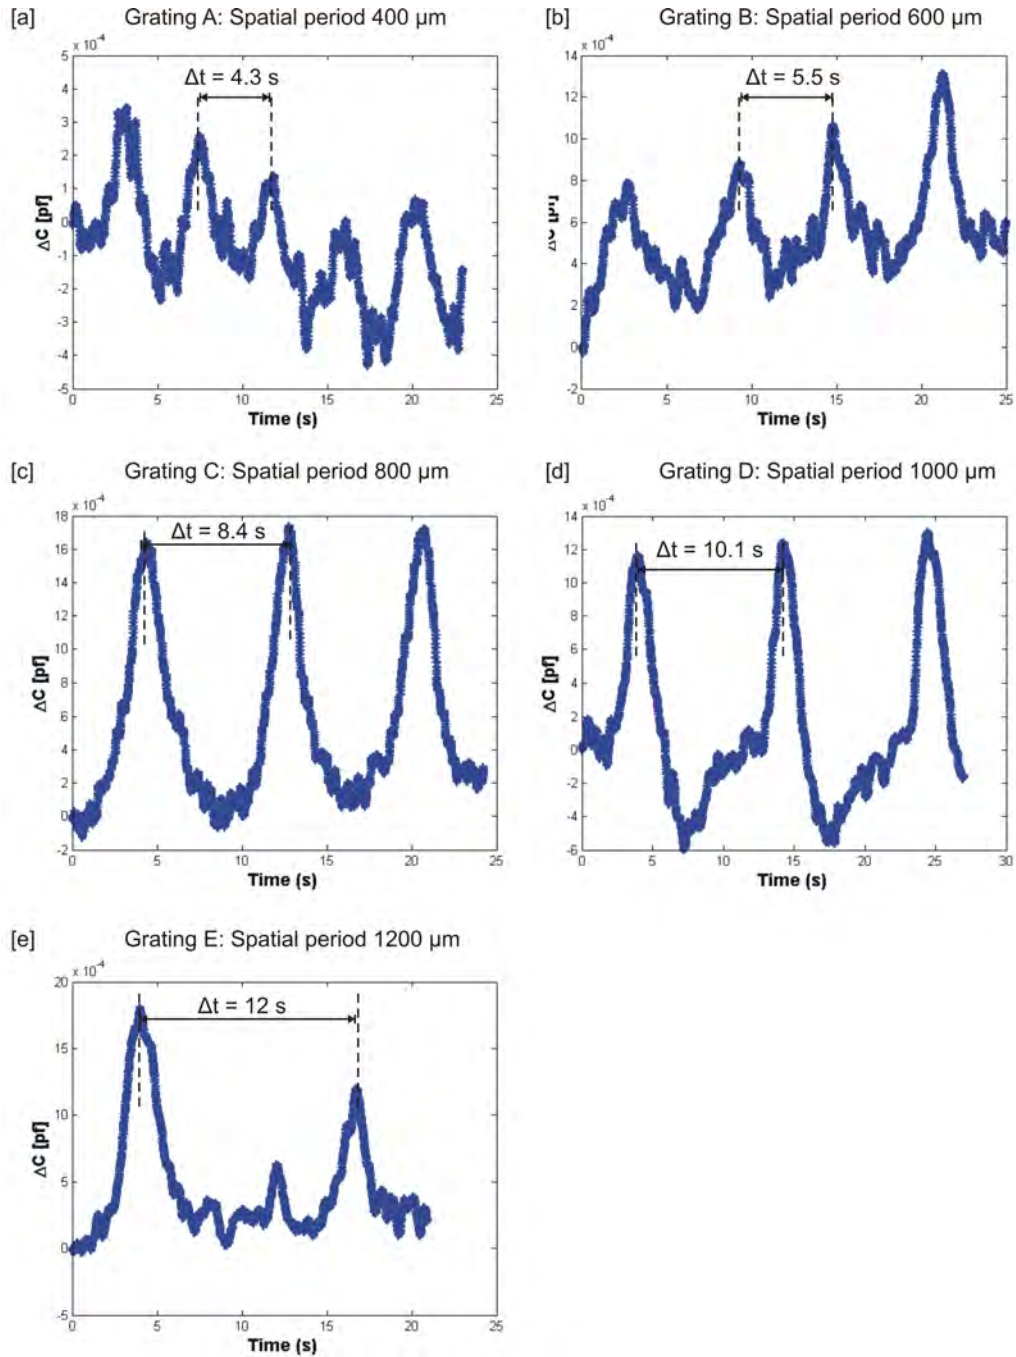 [a] Grating A: Spatial period 400 µm
x 10⁻⁴
5
4
3
2
1
0
-1
-2
-3
-4
-5
ΔC [pf]
Δt = 4.3 s
0 5 10 15 20 25
Time (s)
[b] Grating B: Spatial period 600 µm
x 10⁻⁴
14
12
10
8
6
4
2
0
-2
ΔC
Δt = 5.5 s
0 5 10 15 20 25
Time (s)
[c] Grating C: Spatial period 800 µm
x 10⁻⁴
18
16
14
12
10
8
6
4
2
0
-2
ΔC [pf]
Δt = 8.4 s
0 5 10 15 20 25
Time (s)
[d] Grating D: Spatial period 1000 µm
x 10⁻⁴
14
12
10
8
6
4
2
0
-2
-4
-6
ΔC [pf]
Δt = 10.1 s
0 5 10 15 20 25 30
Time (s)
[e] Grating E: Spatial period 1200 µm
x 10⁻⁴
20
15
10
5
0
-5
ΔC [pf]
Δt = 12 s
0 5 10 15 20 25
Time (s)